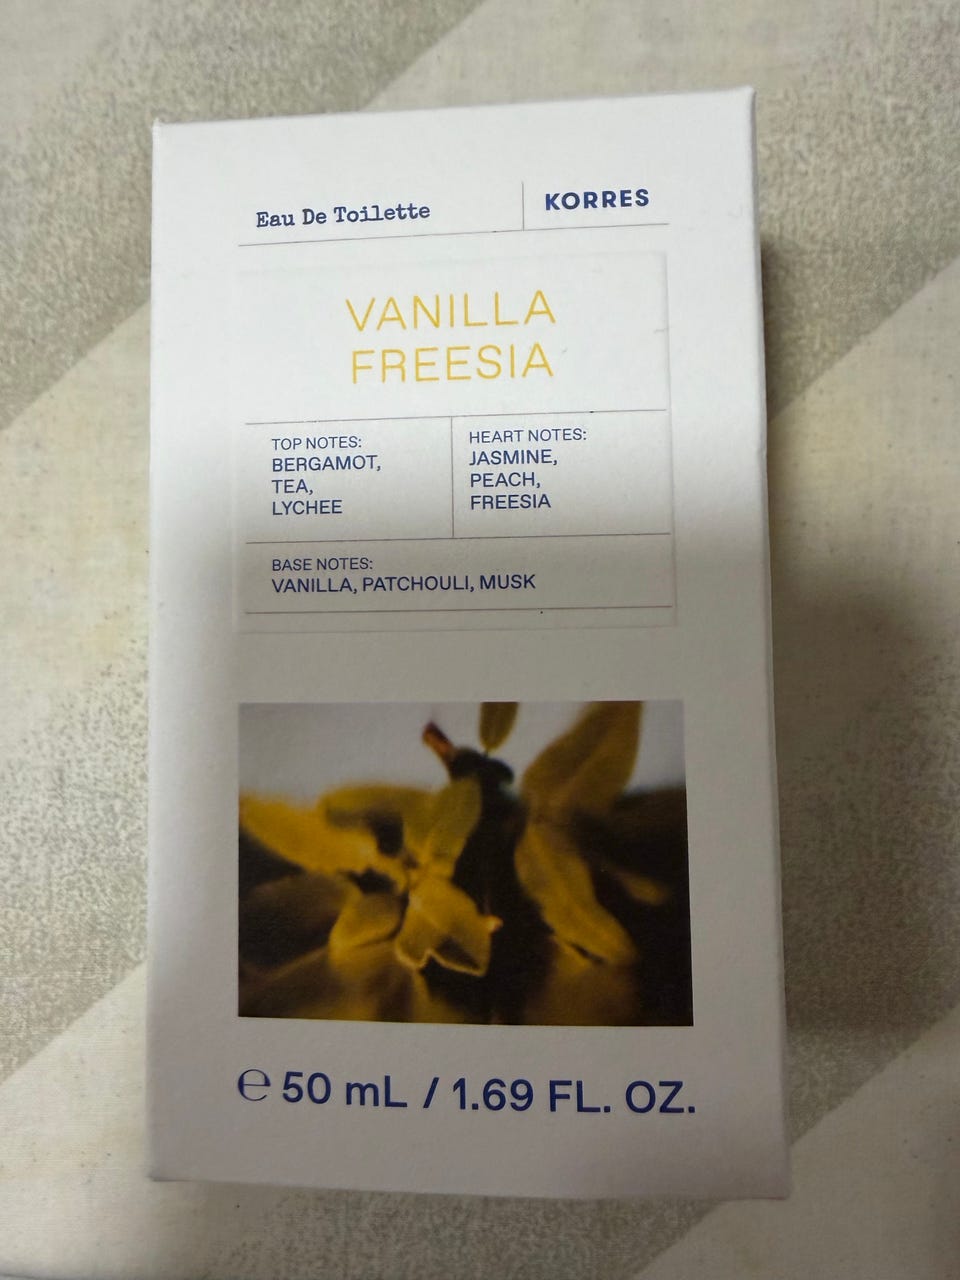 Eau De Toilette
KORRES
VANILLA
FREESIA
TOP NOTES:
BERGAMOT,
TEA,
LYCHEE
HEART NOTES:
JASMINE,
PEACH,
FREESIA
BASE NOTES:
VANILLA, PATCHOULI, MUSK
℮ 50 mL / 1.69 FL. OZ.